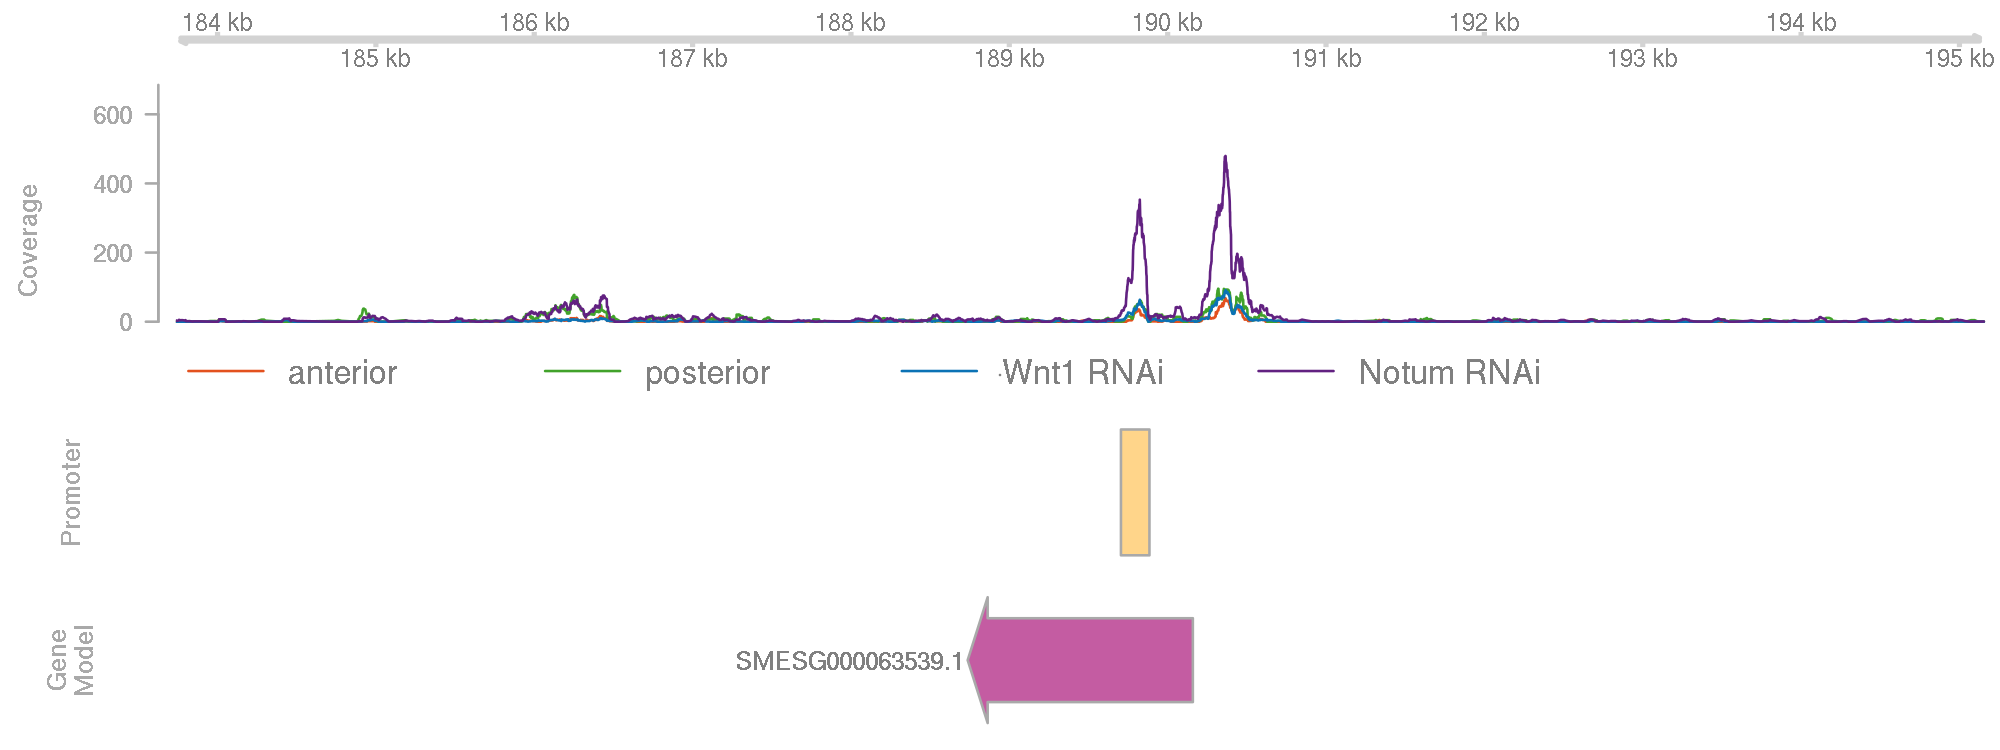 184 kb 186 kb 188 kb 190 kb 192 kb 194 kb
185 kb 187 kb 189 kb 191 kb 193 kb 195 kb
Coverage
600
400
200
0
anterior posterior Wnt1 RNAi Notum RNAi
Promoter
Gene
Model
SMESG000063539.1